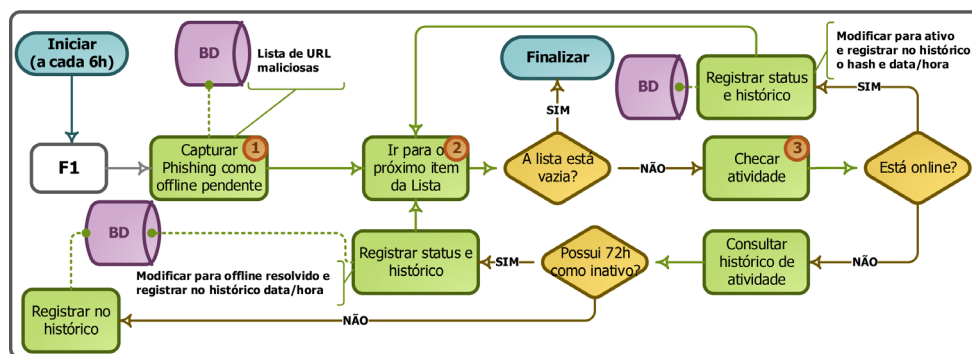 Iniciar
(a cada 6h)
BD
Lista de URL
maliciosas
Finalizar
Modificar para ativo
e registrar no histórico
o hash e data/hora
BD
Registrar status
e histórico
SIM
SIM
F1
Capturar
Phishing como
offline pendente
1
Ir para o
próximo item
da Lista
2
A lista está
vazia?
NÃO
Checar
atividade
3
Está online?
BD
Registrar status e
histórico
Modificar para offline resolvido e
registrar no histórico data/hora
SIM
Possui 72h
como inativo?
Consultar
histórico de
atividade
NÃO
Registrar no
histórico
NÃO